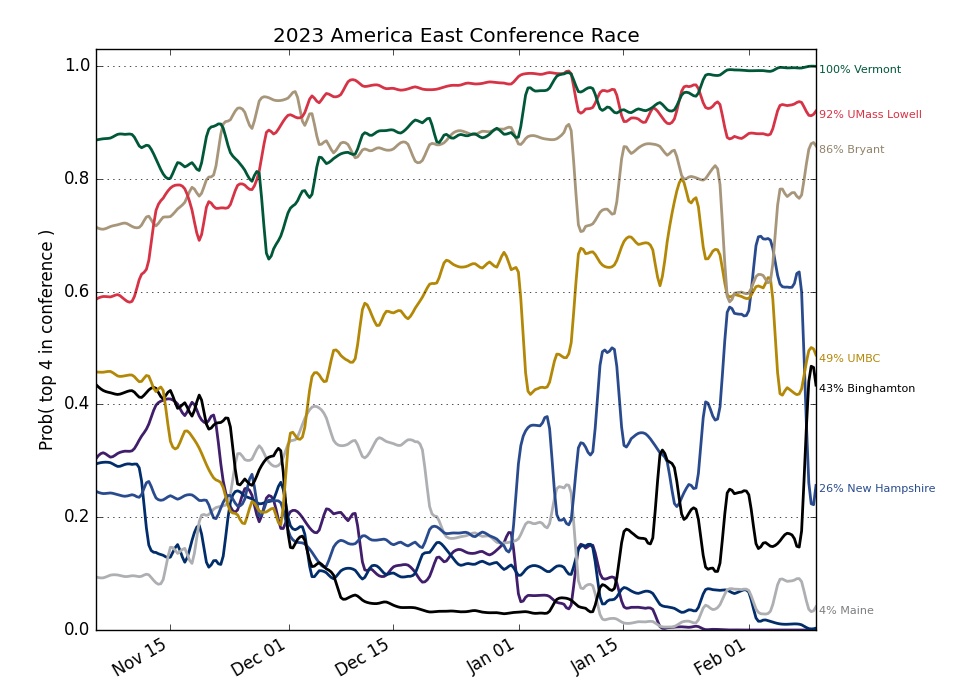 2023 America East Conference Race
Prob( top 4 in conference )
1.0
0.8
0.6
0.4
0.2
0.0
Nov 15
Dec 01
Dec 15
Jan 01
Jan 15
Feb 01
100% Vermont
92% UMass Lowell
86% Bryant
49% UMBC
43% Binghamton
26% New Hampshire
4% Maine